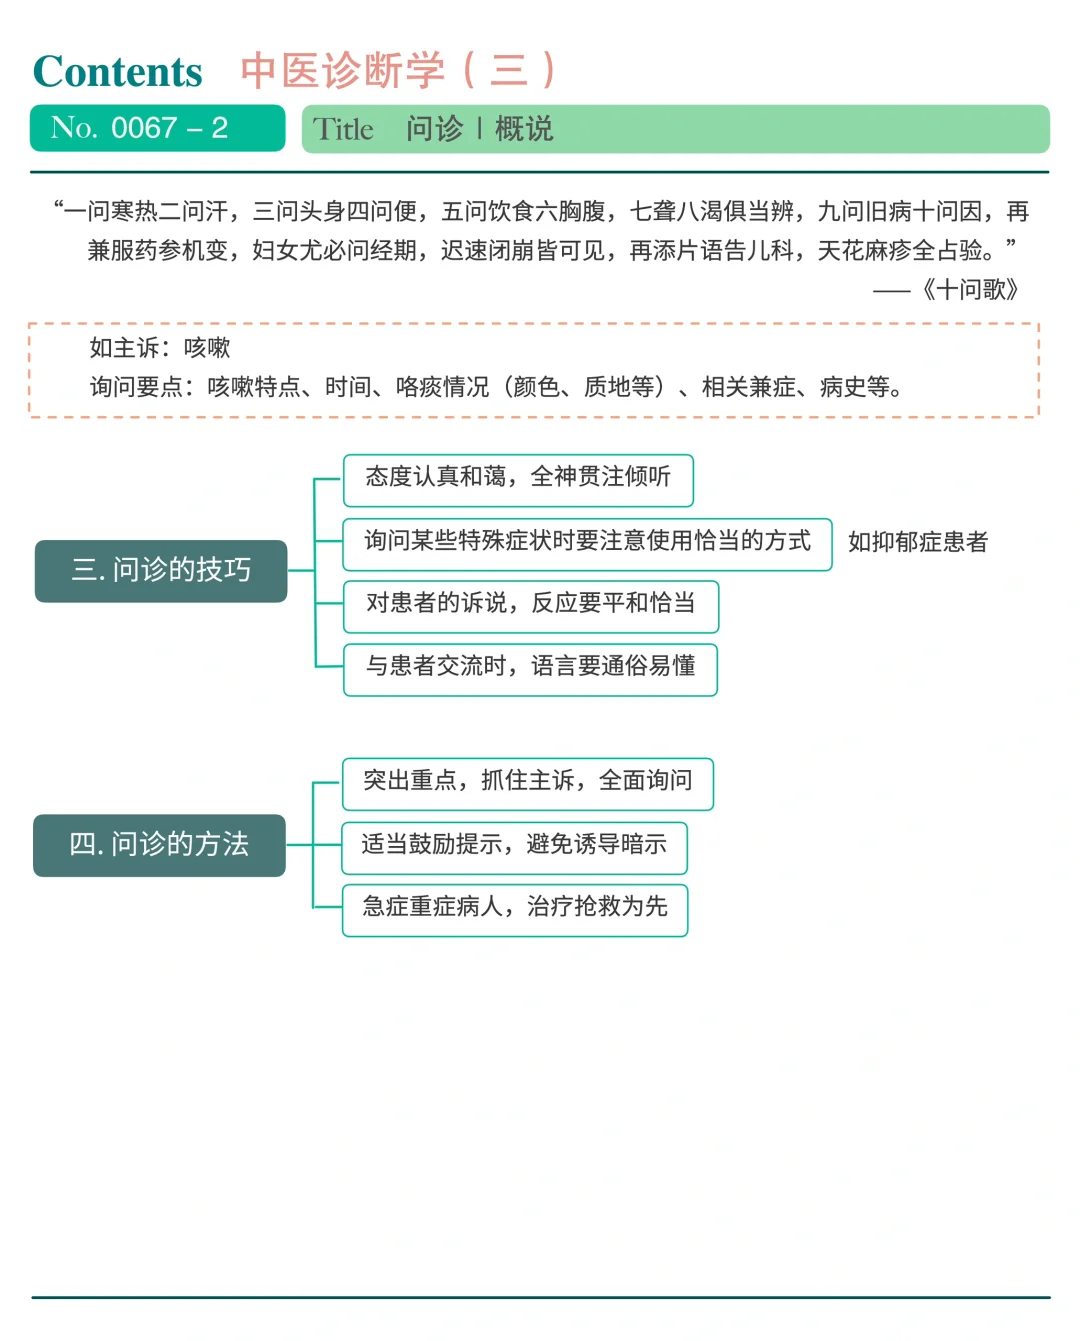 Contents 中医诊断学（三）
No. 0067 – 2 Title 问诊 | 概说
“一问寒热二问汗，三问头身四问便，五问饮食六胸腹，七聋八渴俱当辨，九问旧病十问因，再
兼服药参机变，妇女尤必问经期，迟速闭崩皆可见，再添片语告儿科，天花麻疹全占验。”
——《十问歌》
如主诉：咳嗽
询问要点：咳嗽特点、时间、咯痰情况（颜色、质地等）、相关兼症、病史等。
三. 问诊的技巧
态度认真和蔼，全神贯注倾听
询问某些特殊症状时要注意使用恰当的方式 如抑郁症患者
对患者的诉说，反应要平和恰当
与患者交流时，语言要通俗易懂
四. 问诊的方法
突出重点，抓住主诉，全面询问
适当鼓励提示，避免诱导暗示
急症重症病人，治疗抢救为先